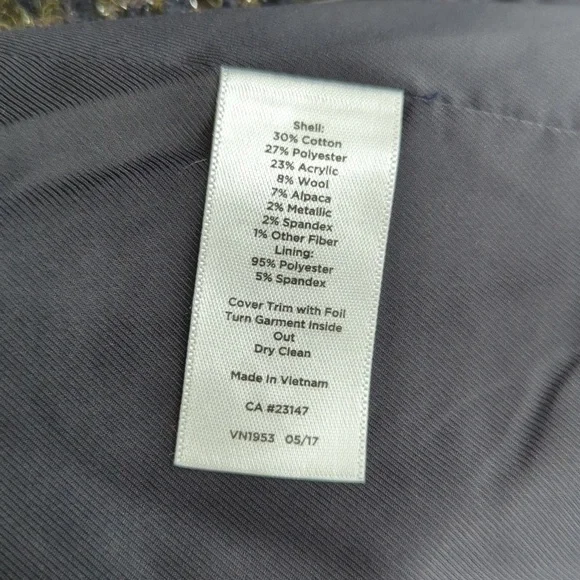 Shell:
30% Cotton
27% Polyester
23% Acrylic
8% Wool
7% Alpaca
2% Metallic
2% Spandex
1% Other Fiber
Lining:
95% Polyester
5% Spandex
Cover Trim with Foil
Turn Garment Inside
Out
Dry Clean
Made in Vietnam
CA #23147
VN1953 05/17